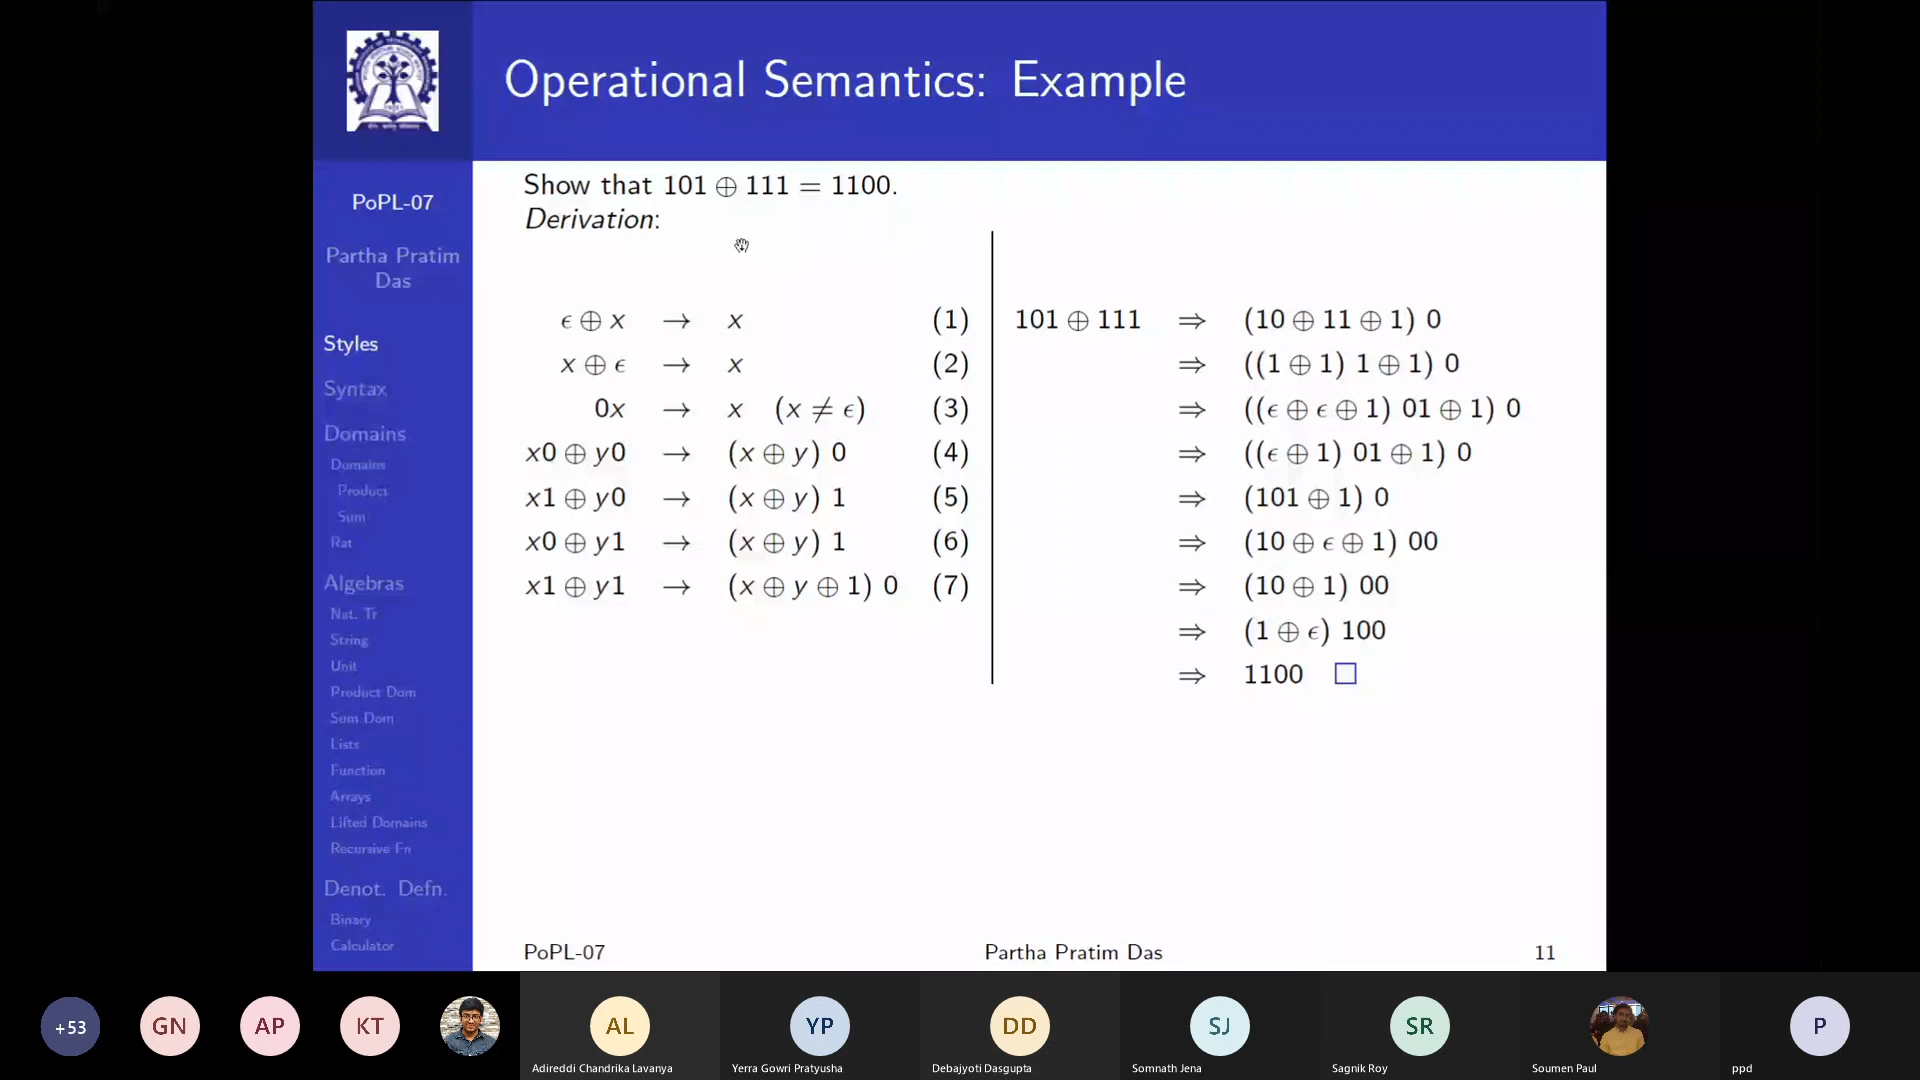 Operational Semantics: Example
PoPL-07
Partha Pratim
Das
Styles
Syntax
Domains
Domains
Product
Sum
Rat
Algebras
Nat. Tr
String
Unit
Product Dom
Sum Dom
Lists
Function
Arrays
Lifted Domains
Recursive Fn
Denot. Defn.
Binary
Calculator
Show that 101 ⊕ 111 = 1100.
Derivation:
ϵ ⊕ x → x (1)
x ⊕ ϵ → x (2)
0x → x (x ≠ ϵ) (3)
x0 ⊕ y0 → (x ⊕ y) 0 (4)
x1 ⊕ y0 → (x ⊕ y) 1 (5)
x0 ⊕ y1 → (x ⊕ y) 1 (6)
x1 ⊕ y1 → (x ⊕ y ⊕ 1) 0 (7)
101 ⊕ 111 ⇒ (10 ⊕ 11 ⊕ 1) 0
⇒ ((1 ⊕ 1) 1 ⊕ 1) 0
⇒ ((ϵ ⊕ ϵ ⊕ 1) 01 ⊕ 1) 0
⇒ ((ϵ ⊕ 1) 01 ⊕ 1) 0
⇒ (101 ⊕ 1) 0
⇒ (10 ⊕ ϵ ⊕ 1) 00
⇒ (10 ⊕ 1) 00
⇒ (1 ⊕ ϵ) 100
⇒ 1100 □
PoPL-07 Partha Pratim Das 11
+53 GN AP KT AL YP DD SJ SR P
Adireddi Chandrika Lavanya Yerra Gowri Pratyusha Debajyoti Dasgupta Somnath Jena Sagnik Roy Soumen Paul ppd